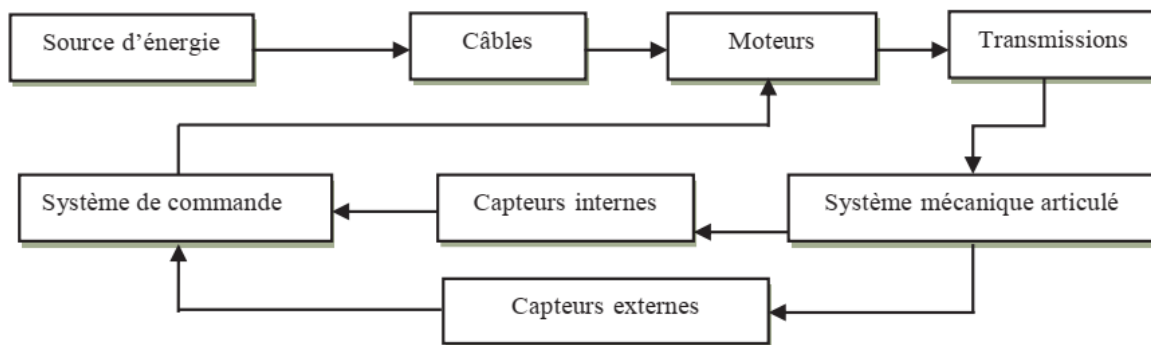 Source d’énergie
Câbles
Moteurs
Transmissions
Système de commande
Capteurs internes
Système mécanique articulé
Capteurs externes